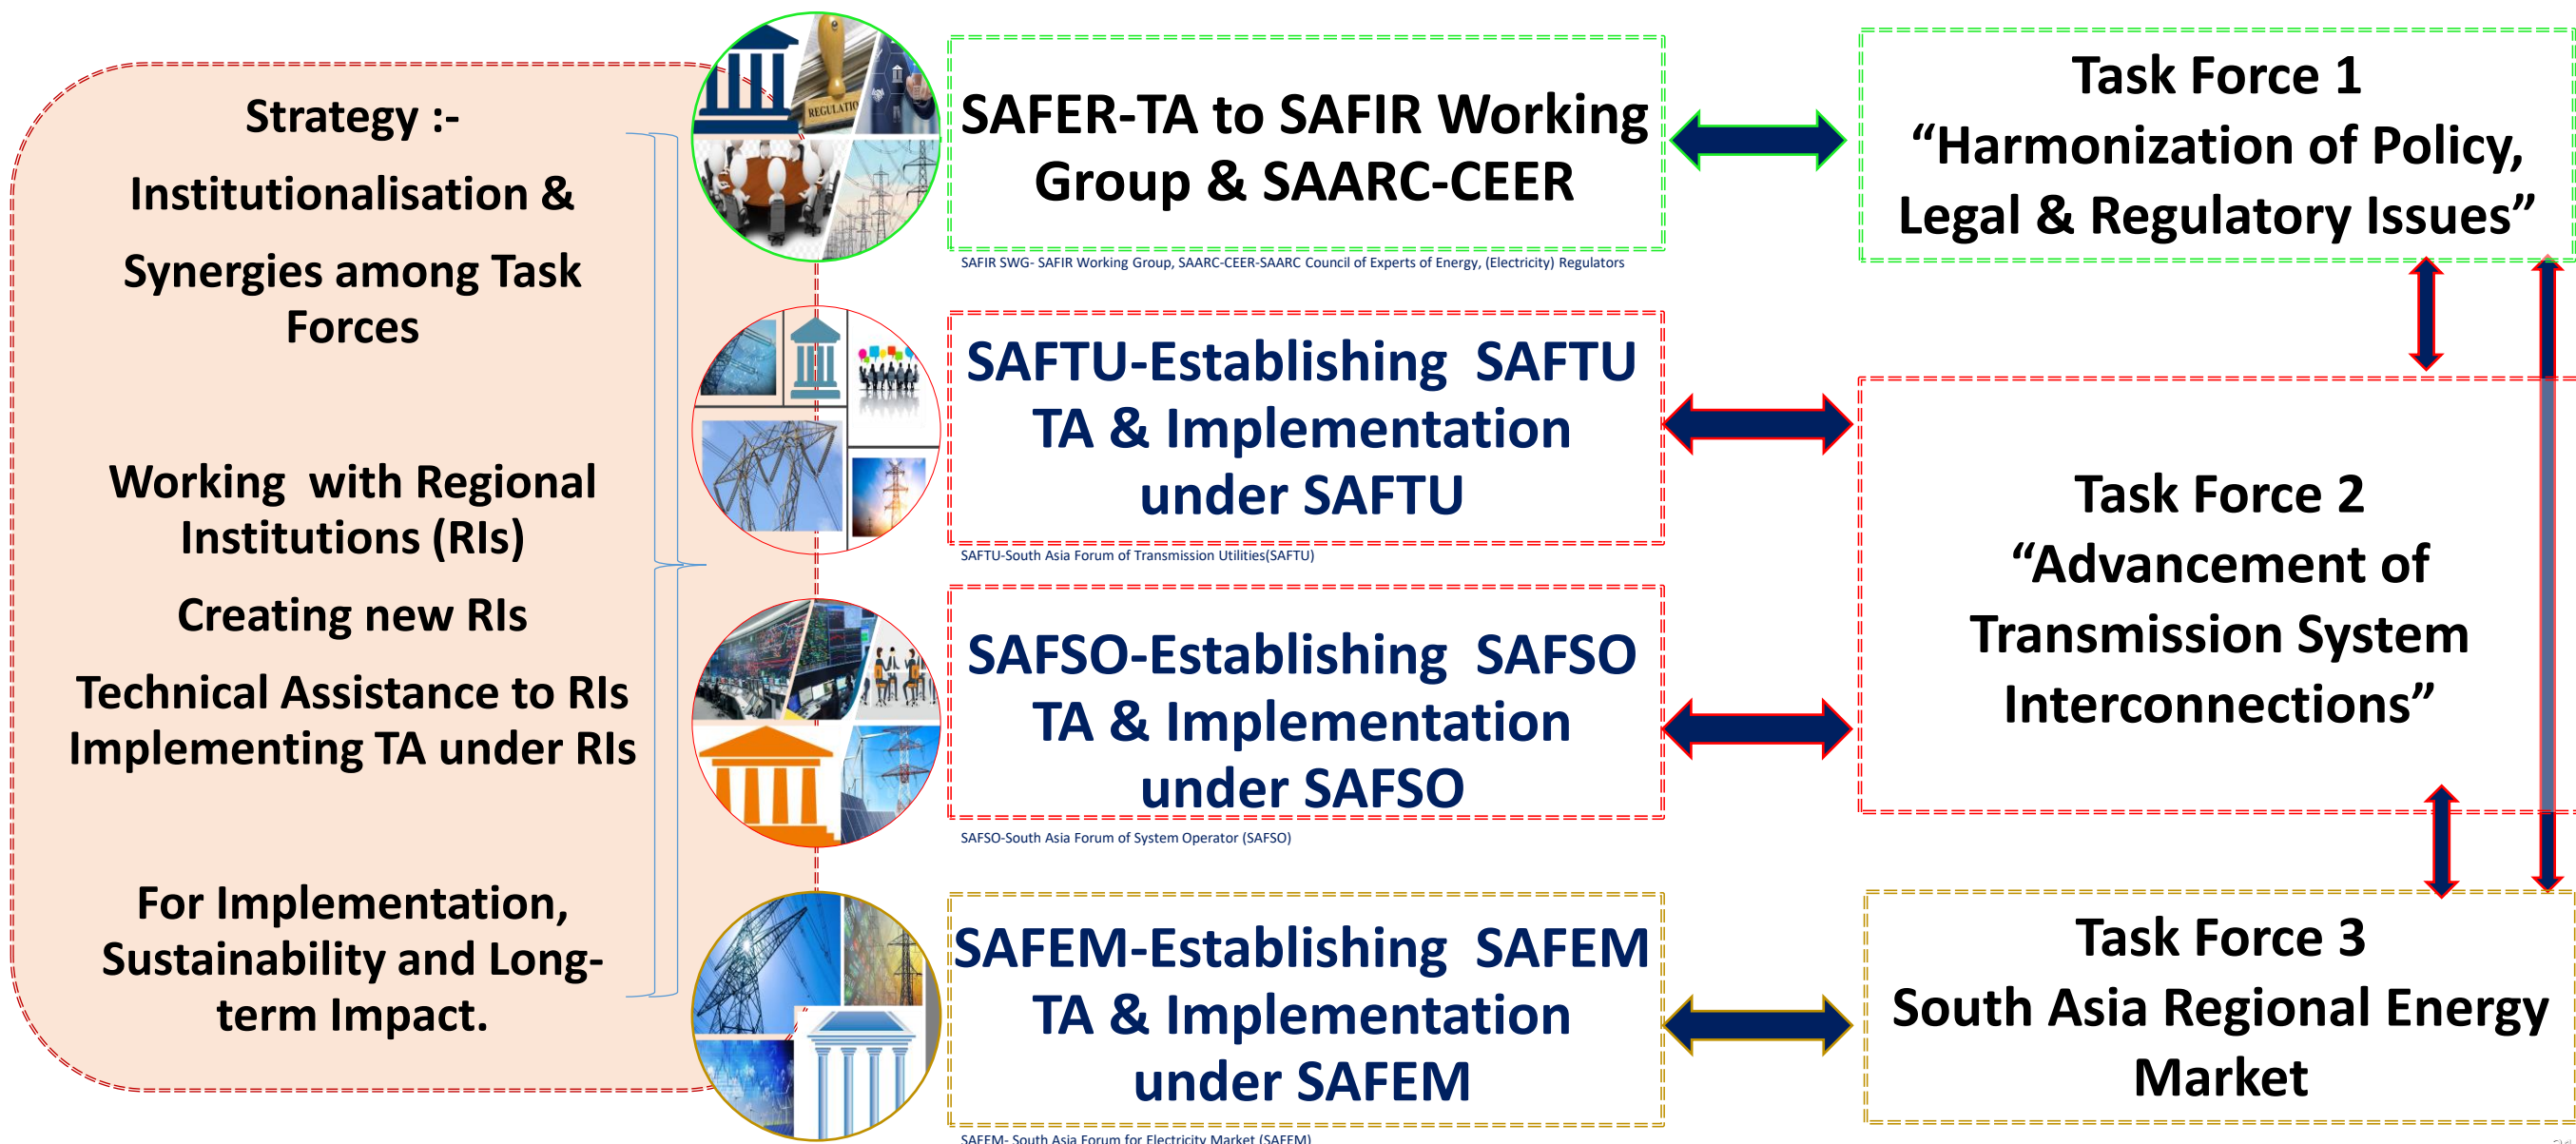 Strategy :-
Institutionalisation &
Synergies among Task
Forces
Working with Regional
Institutions (RIs)
Creating new RIs
Technical Assistance to RIs
Implementing TA under RIs
For Implementation,
Sustainability and Long-
term Impact.
REGULATIO
SAFER-TA to SAFIR Working
Group & SAARC-CEER
SAFIR SWG- SAFIR Working Group, SAARC-CEER-SAARC Council of Experts of Energy, (Electricity) Regulators
SAFTU-Establishing SAFTU
TA & Implementation
under SAFTU
SAFTU-South Asia Forum of Transmission Utilities(SAFTU)
SAFSO-Establishing SAFSO
TA & Implementation
under SAFSO
SAFSO-South Asia Forum of System Operator (SAFSO)
SAFEM-Establishing SAFEM
TA & Implementation
under SAFEM
SAFEM- South Asia Forum for Electricity Market (SAFEM)
Task Force 1
“Harmonization of Policy,
Legal & Regulatory Issues”
Task Force 2
“Advancement of
Transmission System
Interconnections”
Task Force 3
South Asia Regional Energy
Market